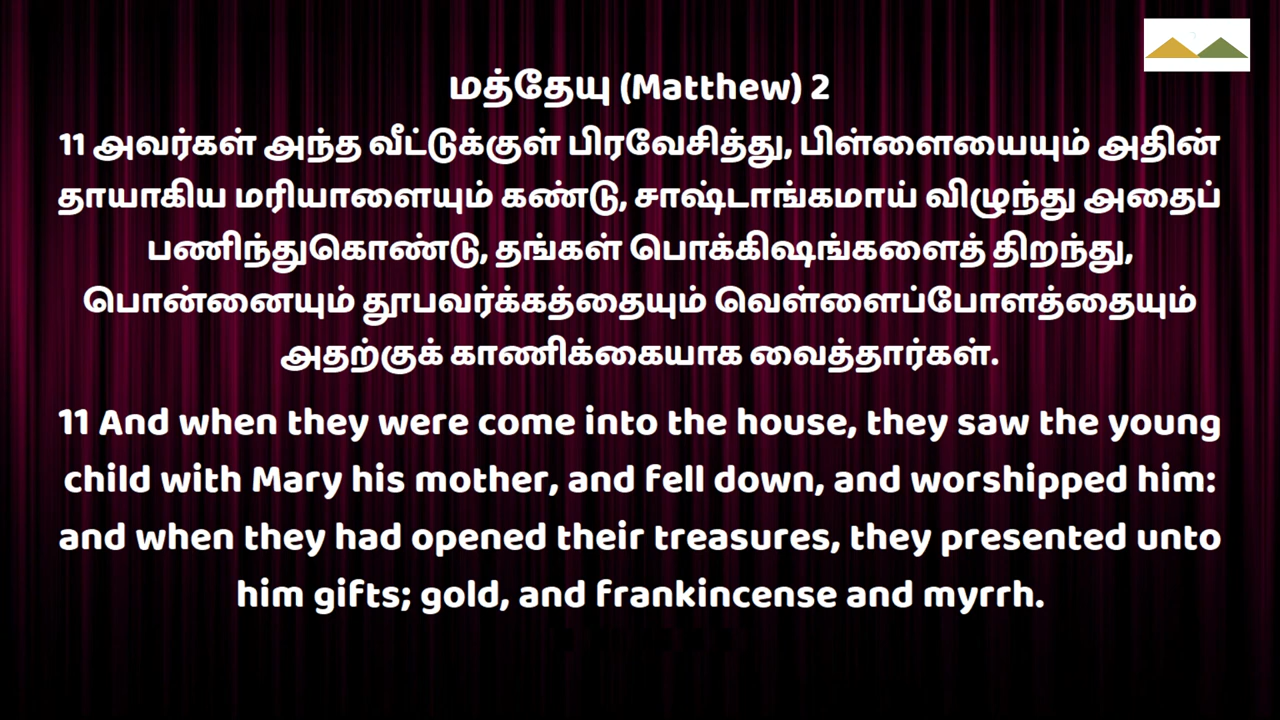 மத்தேயு (Matthew) 2
11 அவர்கள் அந்த வீட்டுக்குள் பிரவேசித்து, பிள்ளையையும் அதின்
தாயாகிய மரியாளையும் கண்டு, சாஷ்டாங்கமாய் விழுந்து அதைப்
பணிந்துகொண்டு, தங்கள் பொக்கிஷங்களைத் திறந்து,
பொன்னையும் தூபவர்க்கத்தையும் வெள்ளைப்போளத்தையும்
அதற்குக் காணிக்கையாக வைத்தார்கள்.
11 And when they were come into the house, they saw the young
child with Mary his mother, and fell down, and worshipped him:
and when they had opened their treasures, they presented unto
him gifts; gold, and frankincense and myrrh.